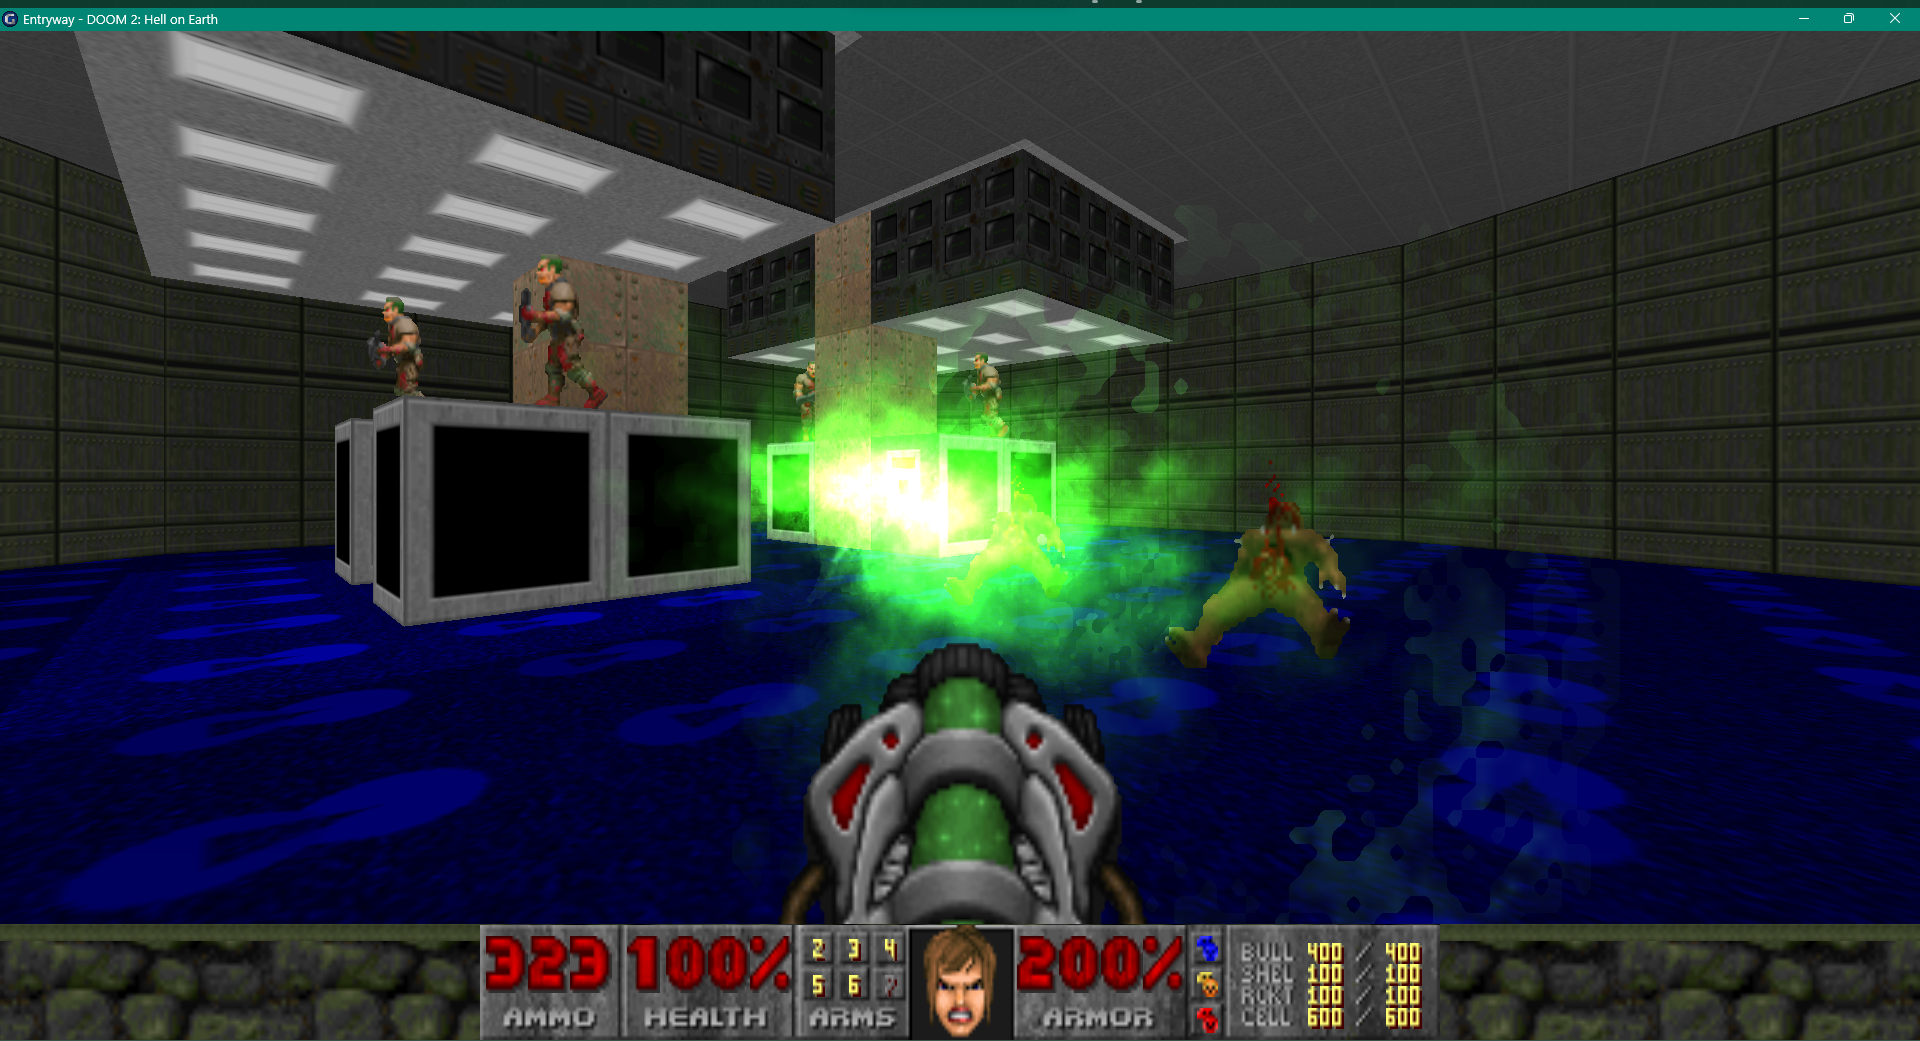 Entryway - DOOM 2: Hell on Earth
323 100% 2 3 4 200% BULL 400 / 400
SHEL 100 / 100
5 6 7 RCKT 100 / 100
AMMO HEALTH ARMS ARMOR CELL 600 / 600